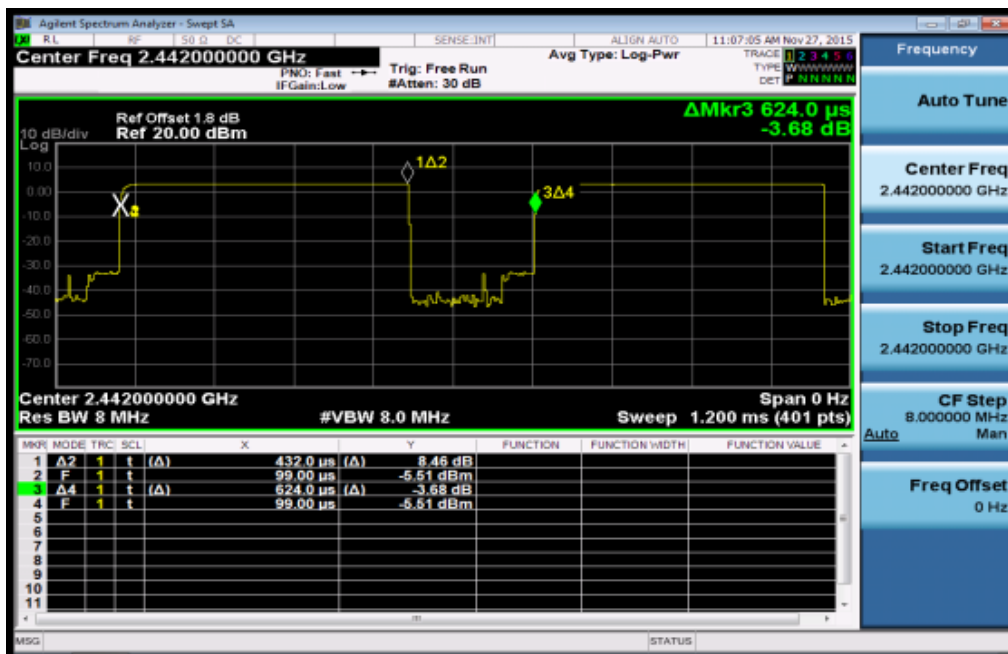 Agilent Spectrum Analyzer - Swept SA
RL RF 50 Ω DC SENSE:INT ALIGN AUTO 11:07:05 AM Nov 27, 2015
Center Freq 2.442000000 GHz
Avg Type: Log-Pwr
TRACE 1 2 3 4 5 6
PNO: Fast
Trig: Free Run
TYPE WWWWWW
IFGain:Low
#Atten: 30 dB
DET P N N N N N
ΔMkr3 624.0 µs
-3.68 dB
Ref Offset 1.8 dB
10 dB/div Ref 20.00 dBm
Log
10.0
0.00
-10.0
-20.0
-30.0
-40.0
-50.0
-60.0
-70.0
1Δ2
3Δ4
Center 2.442000000 GHz Span 0 Hz
Res BW 8 MHz #VBW 8.0 MHz Sweep 1.200 ms (401 pts)
MKR MODE TRC SCL X Y FUNCTION FUNCTION WIDTH FUNCTION VALUE
1 Δ2 1 t (Δ) 432.0 µs (Δ) 8.46 dB
2 F 1 t 99.00 µs -5.51 dBm
3 Δ4 1 t (Δ) 624.0 µs (Δ) -3.68 dB
4 F 1 t 99.00 µs -5.51 dBm
5
6
7
8
9
10
11
MSG STATUS
Frequency
Auto Tune
Center Freq
2.442000000 GHz
Start Freq
2.442000000 GHz
Stop Freq
2.442000000 GHz
CF Step
8.000000 MHz
Auto Man
Freq Offset
0 Hz